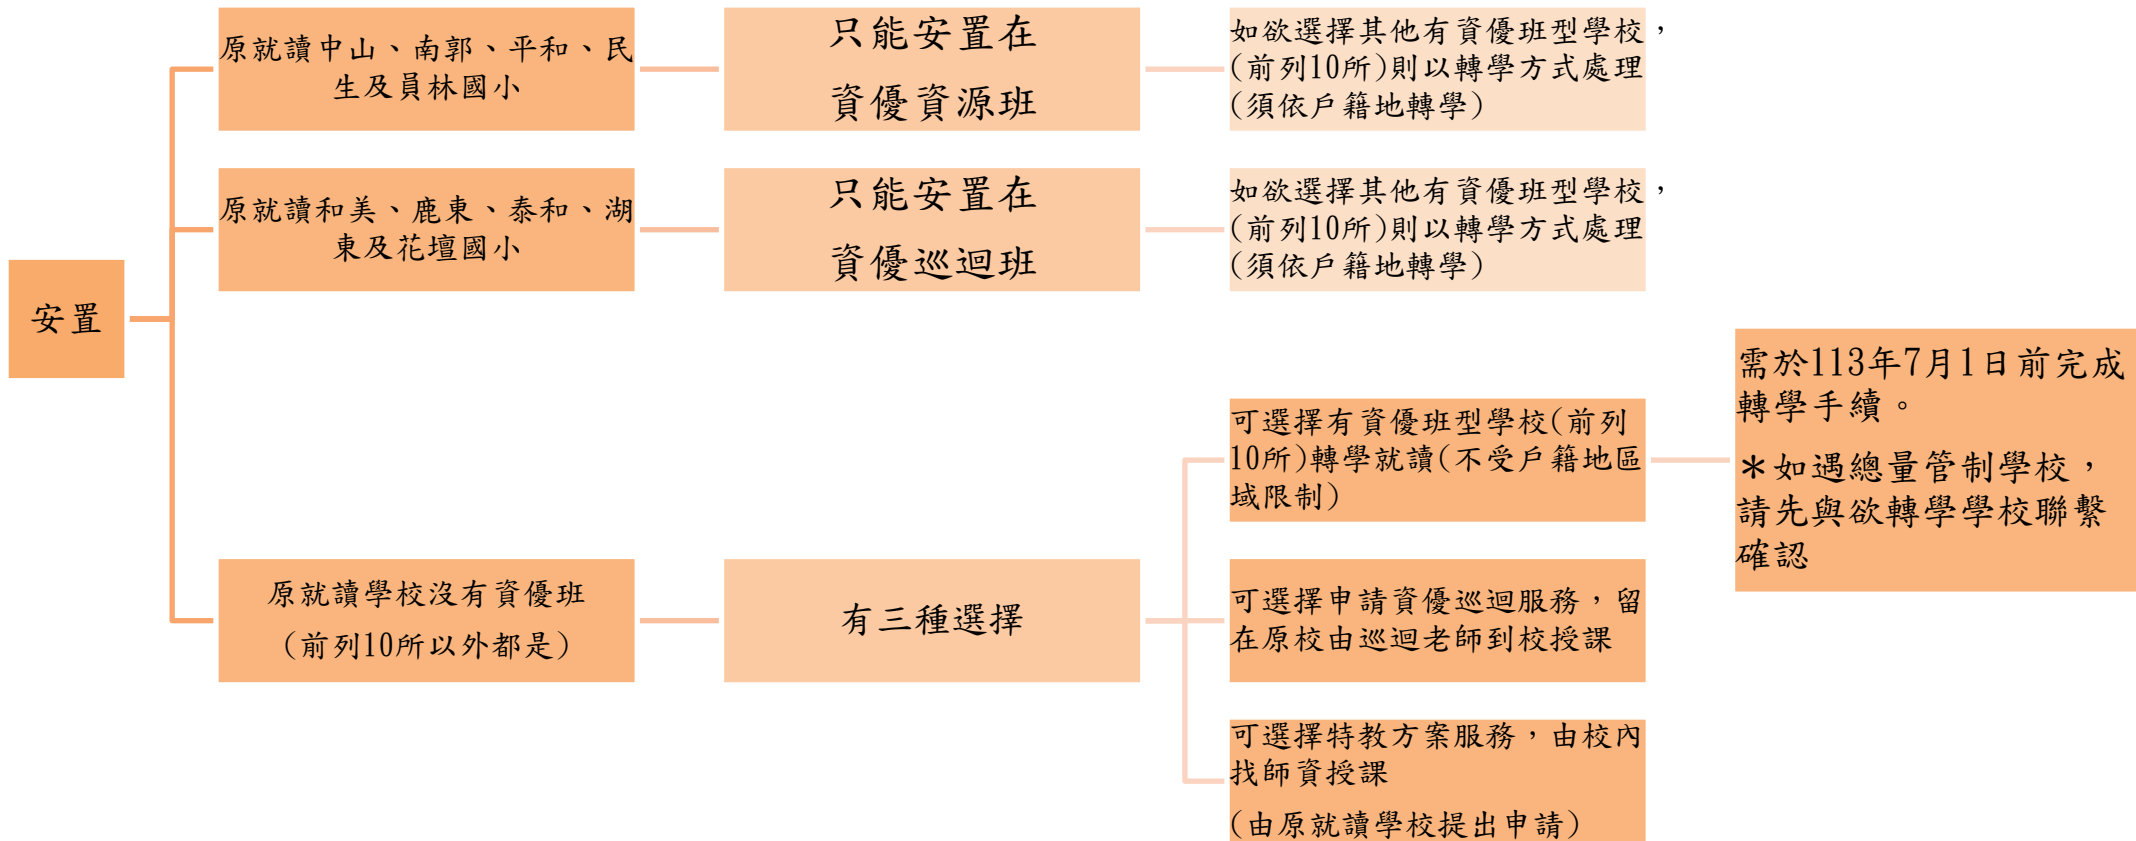 安置
原就讀中山、南郭、平和、民
生及員林國小
只能安置在
資優資源班
如欲選擇其他有資優班型學校，
(前列10所)則以轉學方式處理
(須依戶籍地轉學)
原就讀和美、鹿東、泰和、湖
東及花壇國小
只能安置在
資優巡迴班
如欲選擇其他有資優班型學校，
(前列10所)則以轉學方式處理
(須依戶籍地轉學)
原就讀學校沒有資優班
(前列10所以外都是)
有三種選擇
可選擇有資優班型學校(前列
10所)轉學就讀(不受戶籍地區
域限制)
需於113年7月1日前完成
轉學手續。
＊如遇總量管制學校，
請先與欲轉學學校聯繫
確認
可選擇申請資優巡迴服務，留
在原校由巡迴老師到校授課
可選擇特教方案服務，由校內
找師資授課
(由原就讀學校提出申請)